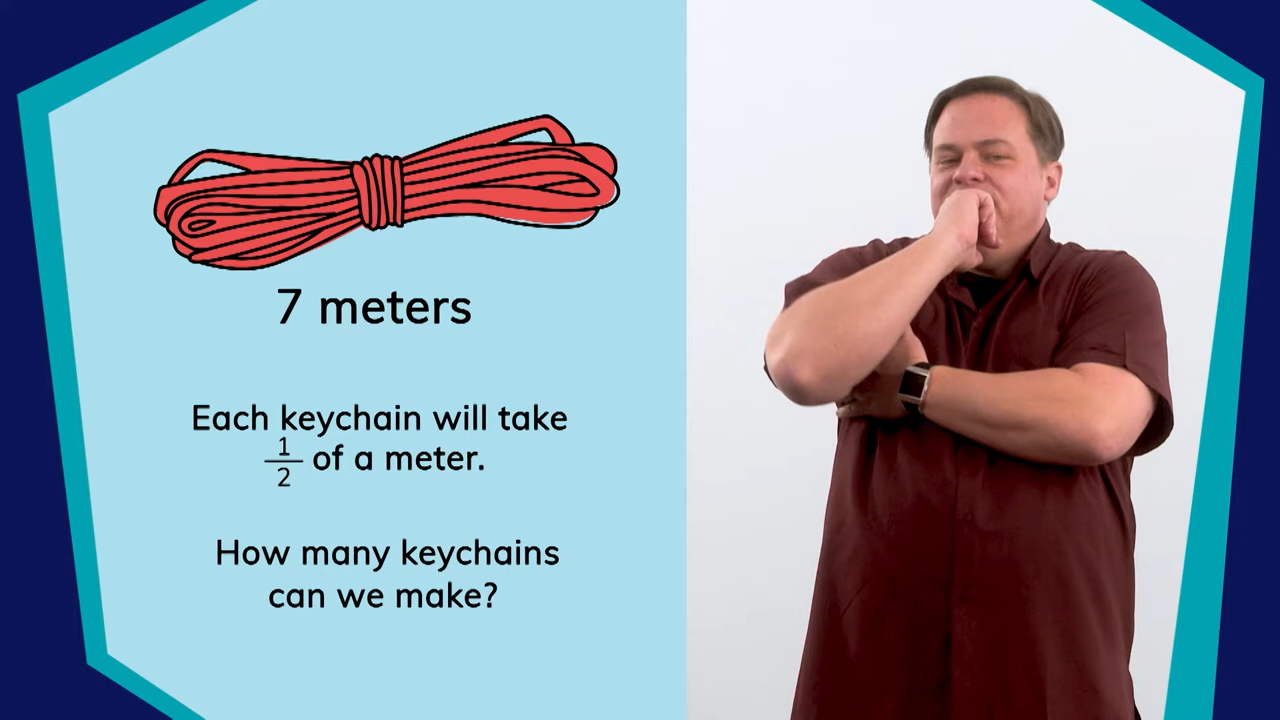 7 meters
Each keychain will take
1/2 of a meter.
How many keychains
can we make?